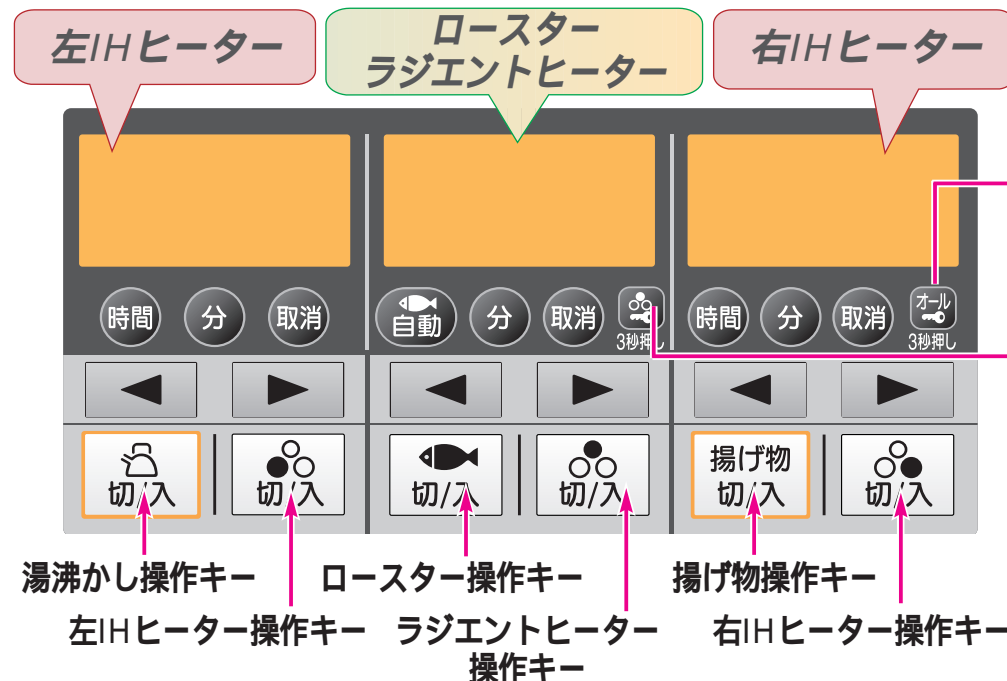 左IHヒーター
ロースター
ラジエントヒーター
右IHヒーター
時間 分 取消
自動 分 取消
3秒押し
時間 分 取消 オール
3秒押し
切/入 切/入 切/入 切/入 揚げ物 切/入 切/入
湯沸かし操作キー ロースター操作キー 揚げ物操作キー
左IHヒーター操作キー ラジエントヒーター 右IHヒーター操作キー
操作キー